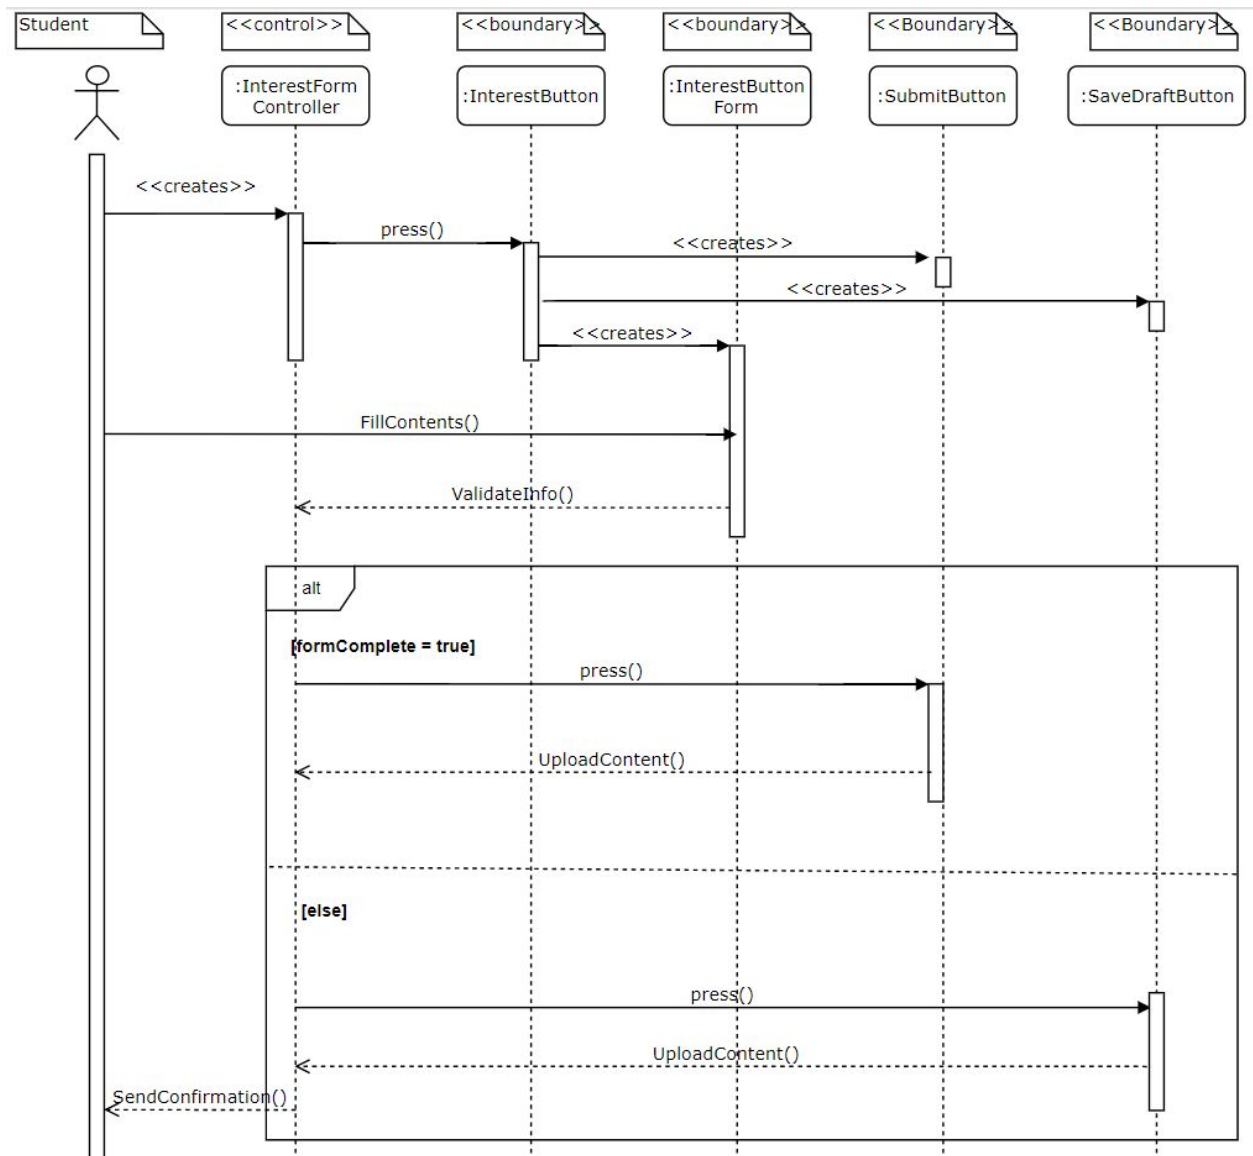 Student
<<control>>
<<boundary>>
<<boundary>>
<<Boundary>>
<<Boundary>>
:InterestForm
Controller
:InterestButton
:InterestButton
Form
:SubmitButton
:SaveDraftButton
<<creates>>
press()
<<creates>>
<<creates>>
<<creates>>
FillContents()
ValidateInfo()
alt
[formComplete = true]
press()
UploadContent()
[else]
press()
UploadContent()
SendConfirmation()